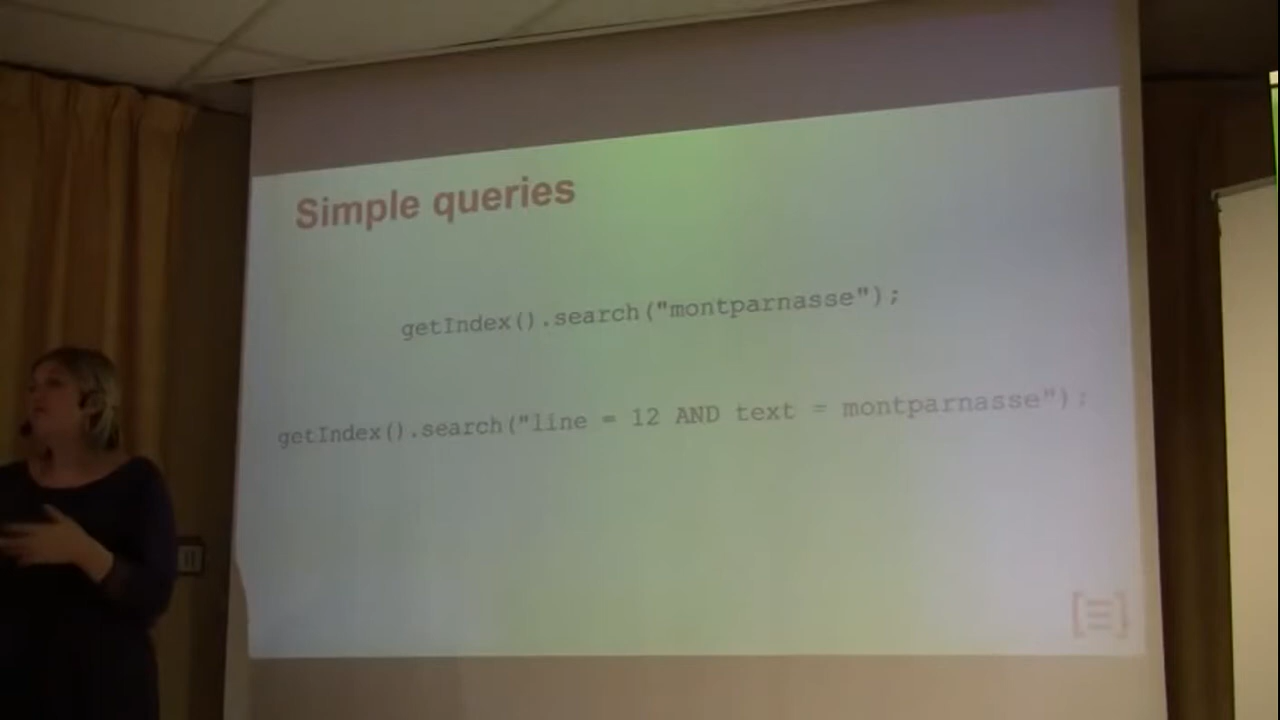 Simple queries
getIndex().search("montparnasse");
getIndex().search("line = 12 AND text = montparnasse");